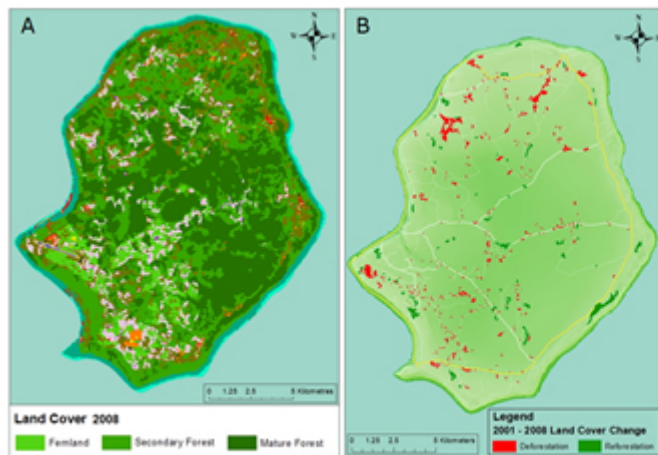 A
N
W
E
S
0 1.25 2.5 5 Kilometres
Land Cover 2008
Fernland Secondary Forest Mature Forest
B
N
W
E
S
0 1.25 2.5 5 Kilometers
Legend
2001 - 2008 Land Cover Change
Deforestation Reforestation